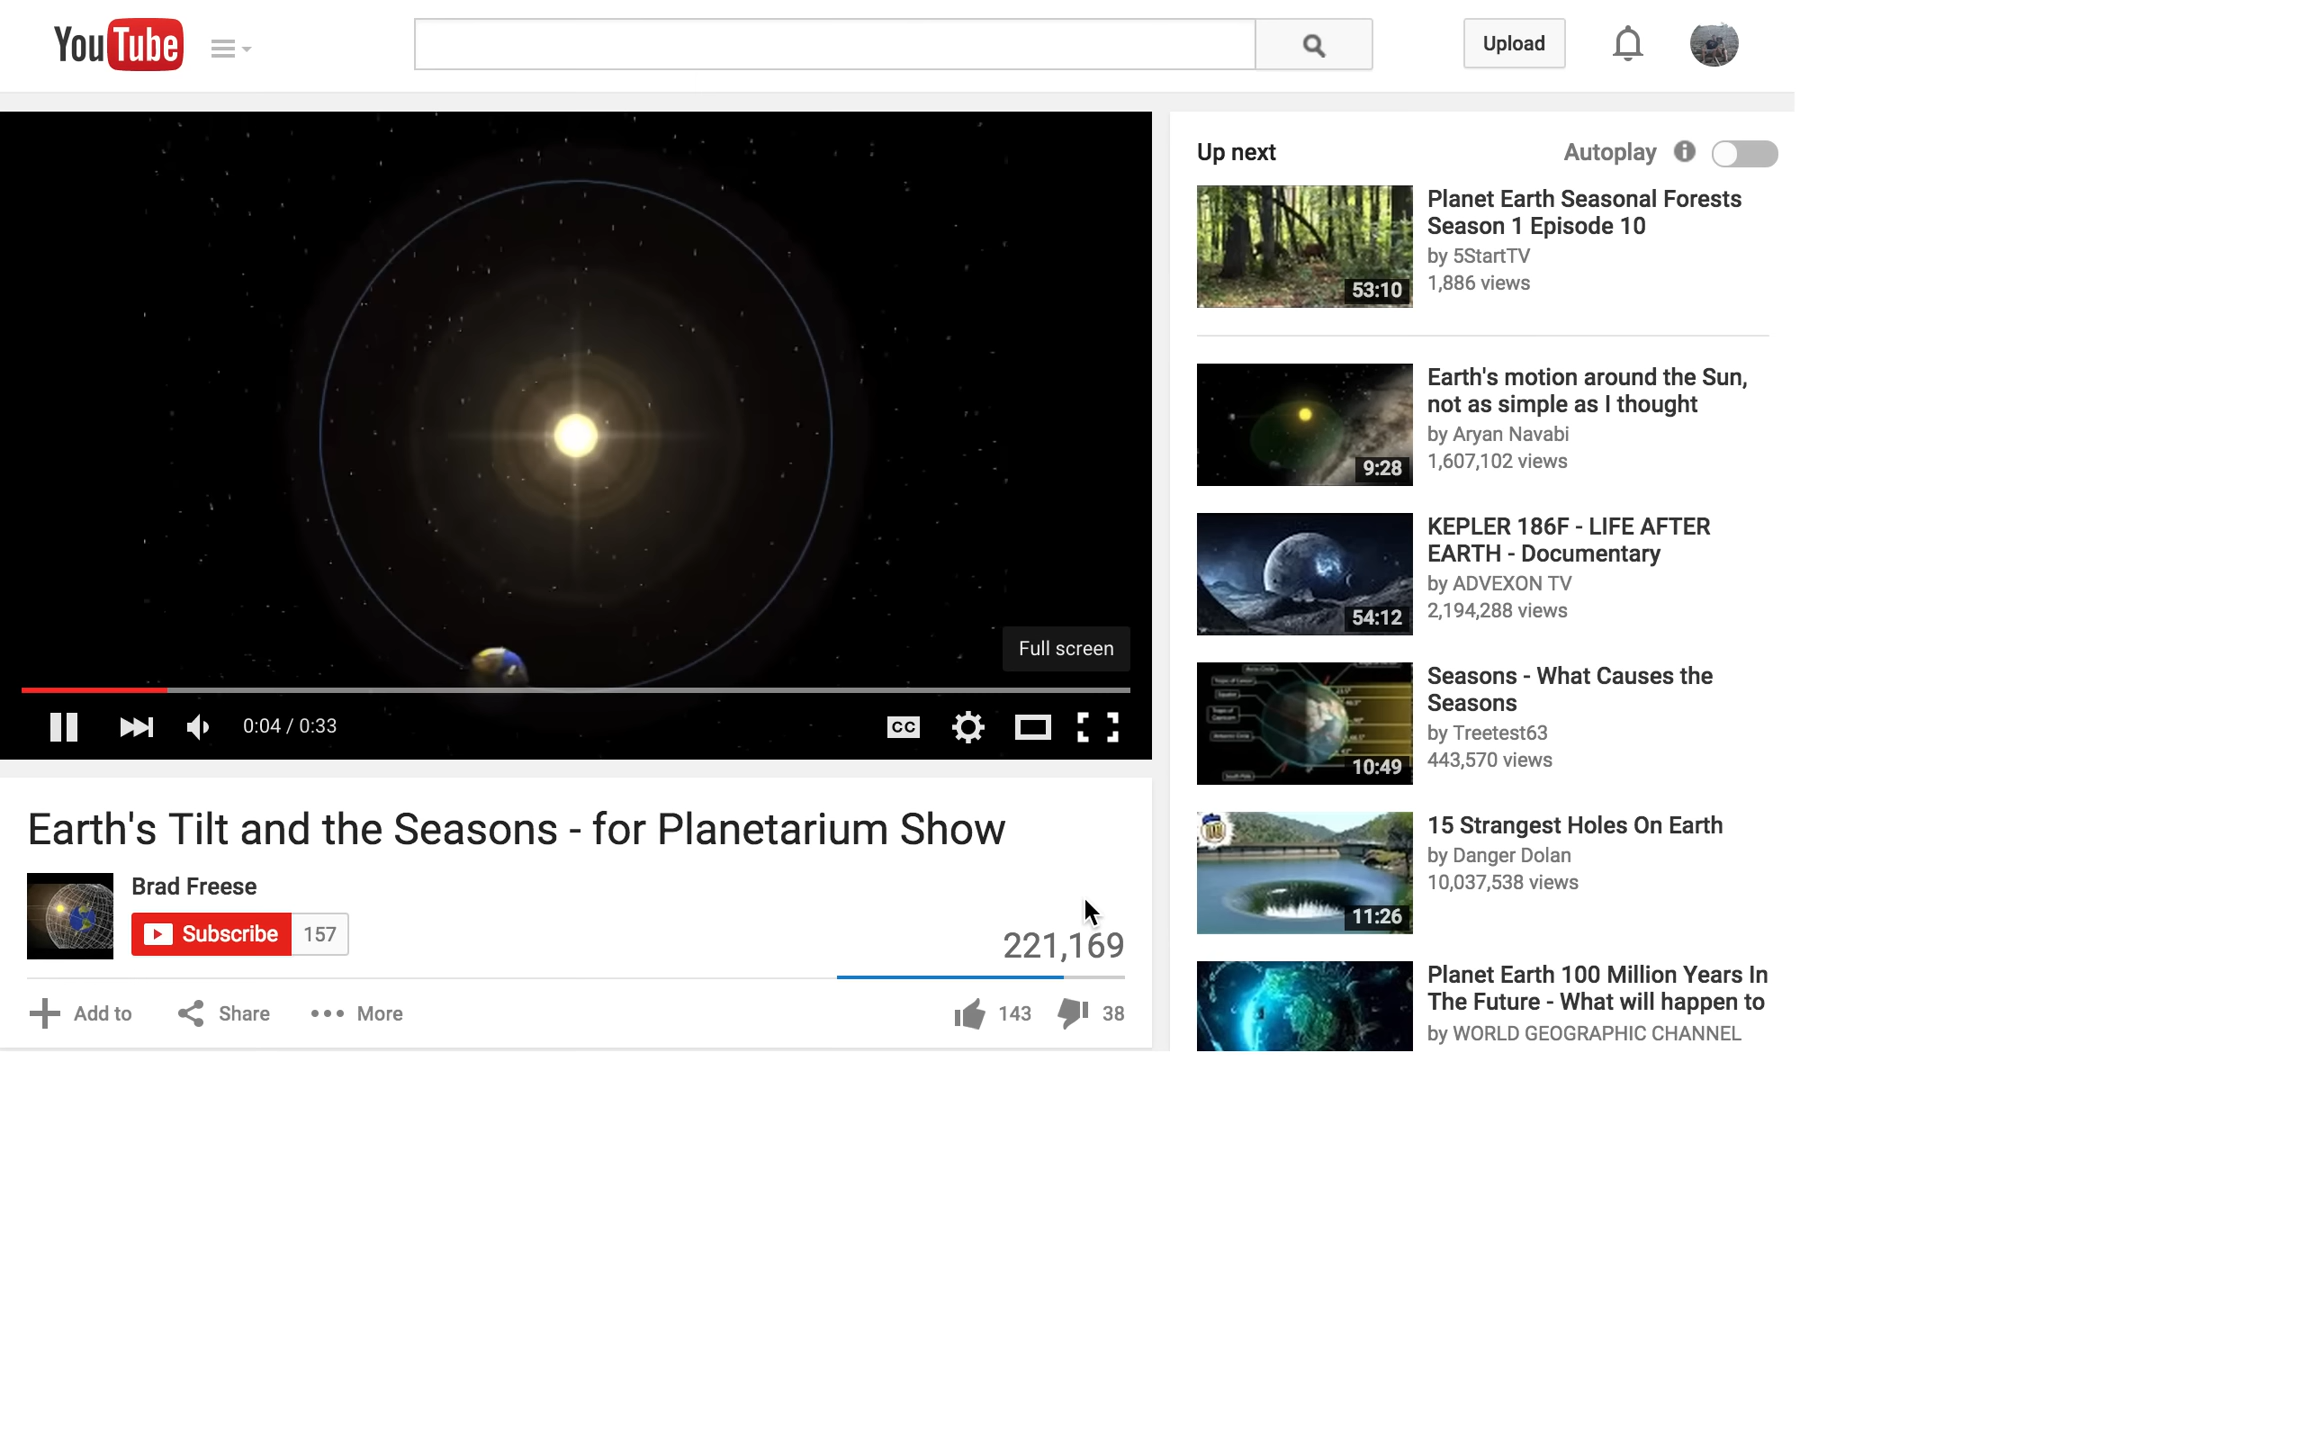 YouTube
Upload
Full screen
0:04 / 0:33
CC
Earth's Tilt and the Seasons - for Planetarium Show
Brad Freese
Subscribe 157
221,169
Add to Share More 143 38
Up next Autoplay
Planet Earth Seasonal Forests
Season 1 Episode 10
by 5StartTV
1,886 views
53:10
Earth's motion around the Sun,
not as simple as I thought
by Aryan Navabi
1,607,102 views
9:28
KEPLER 186F - LIFE AFTER
EARTH - Documentary
by ADVEXON TV
2,194,288 views
54:12
Seasons - What Causes the
Seasons
by Treetest63
443,570 views
10:49
15 Strangest Holes On Earth
by Danger Dolan
10,037,538 views
11:26
Planet Earth 100 Million Years In
The Future - What will happen to
by WORLD GEOGRAPHIC CHANNEL